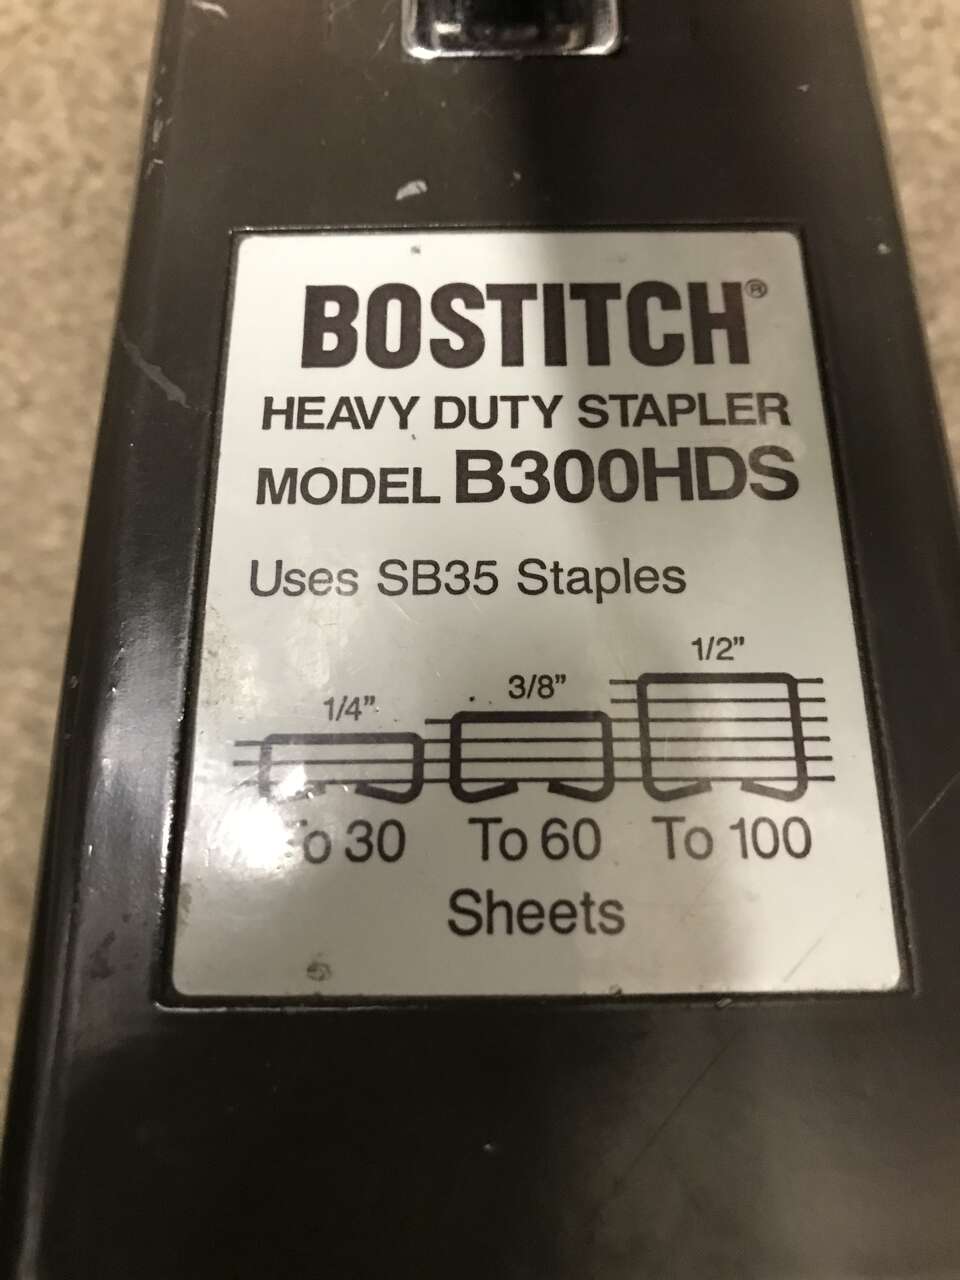 BOSTITCH®
HEAVY DUTY STAPLER
MODEL B300HDS
Uses SB35 Staples
1/4" 3/8" 1/2"
To 30 To 60 To 100
Sheets